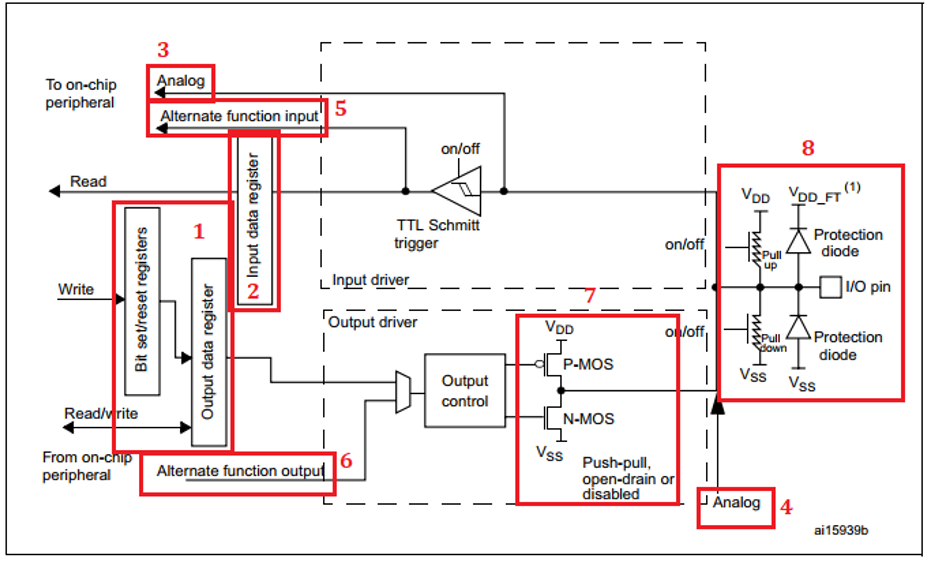 3
To on-chip
peripheral
Analog
Alternate function input
5
on/off
Read
Input data register
2
TTL Schmitt
trigger
Input driver
8
VDD
VDD_FT (1)
on/off
Pull
up
Protection
diode
I/O pin
on/off
Pull
down
Protection
diode
VSS
VSS
1
Bit set/reset registers
Write
Output data register
Read/write
From on-chip
peripheral
Alternate function output
6
Output driver
7
VDD
P-MOS
Output
control
N-MOS
VSS
Push-pull,
open-drain or
disabled
Analog
4
ai15939b